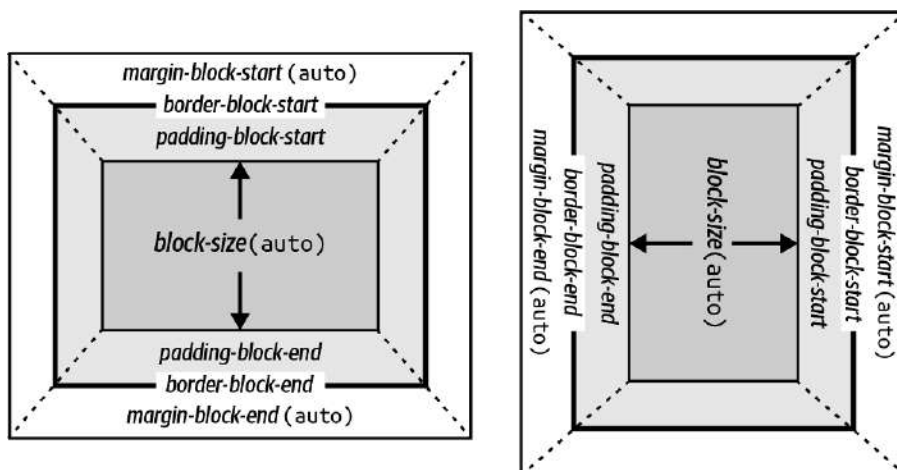 margin-block-start (auto)
border-block-start
padding-block-start
block-size (auto)
padding-block-end
border-block-end
margin-block-end (auto)
margin-block-start (auto)
border-block-start
padding-block-start
block-size (auto)
padding-block-end
border-block-end
margin-block-end (auto)